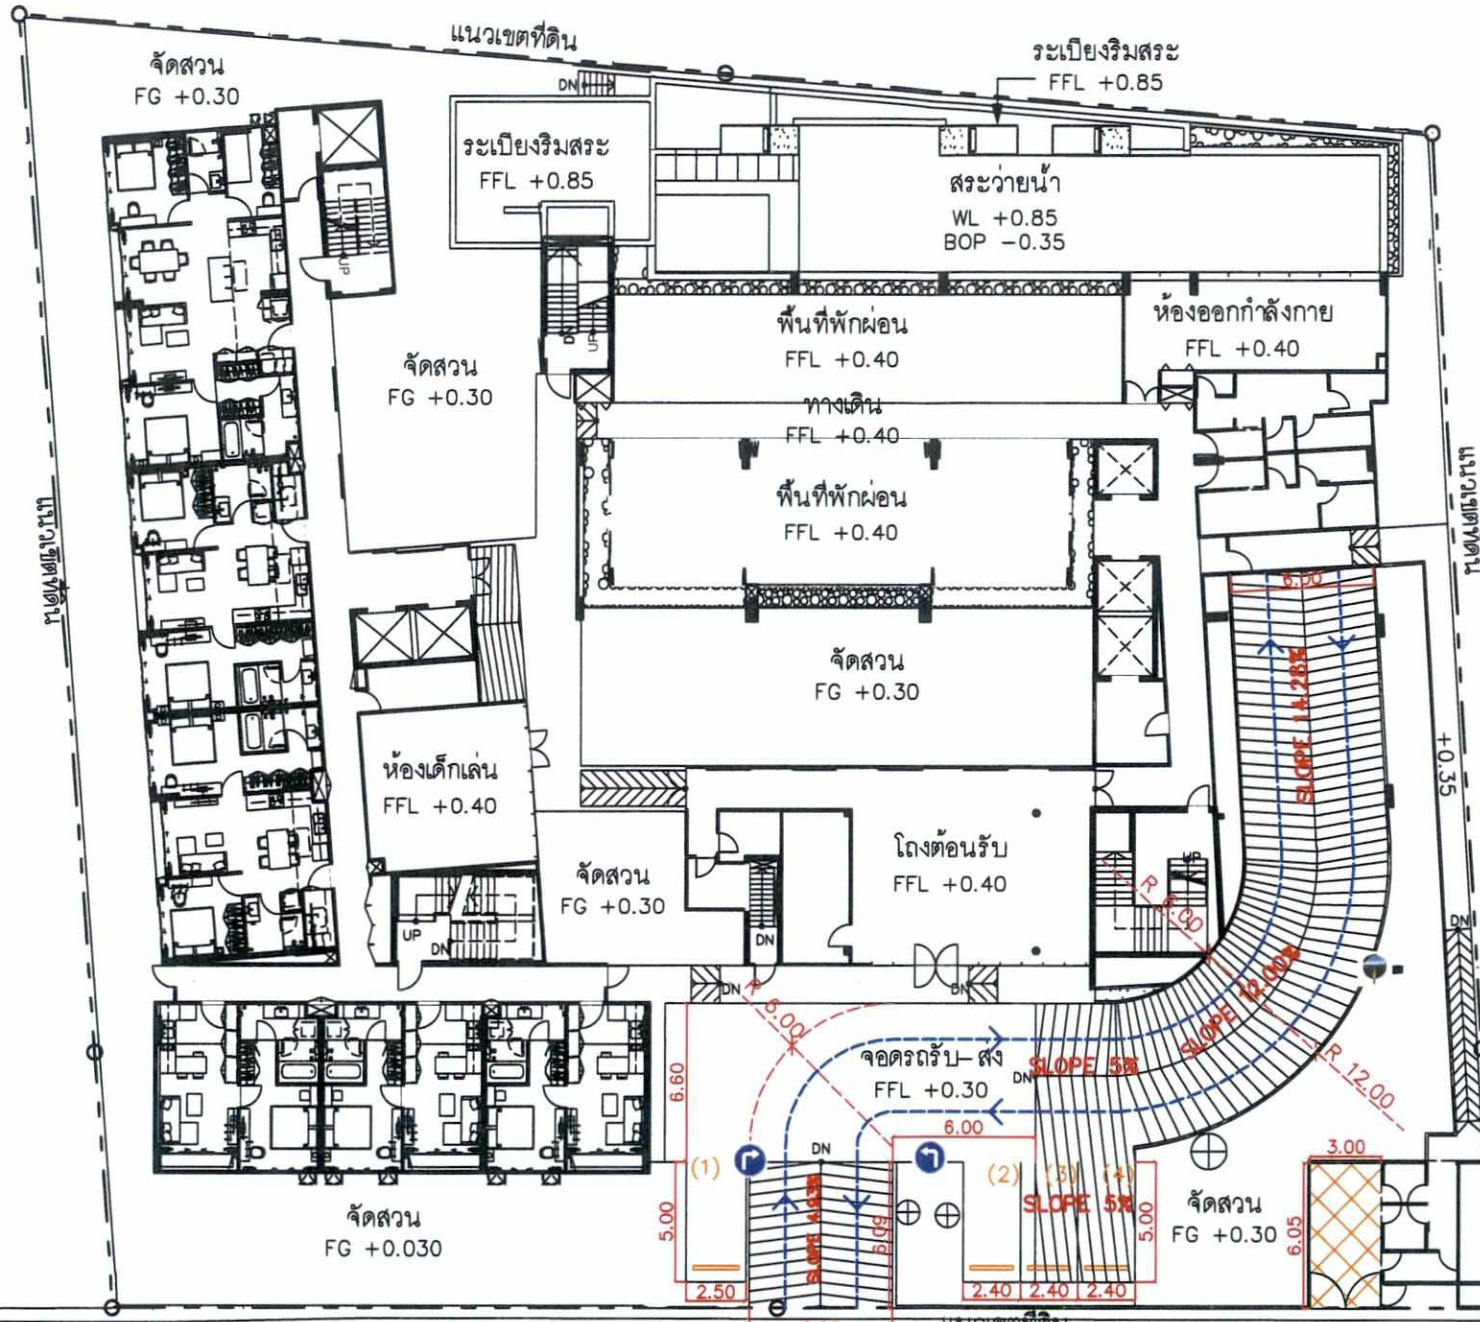 แนวเขตที่ดิน
จัดสวน
FG +0.30
DN
ระเบียงริมสระ
FFL +0.85
ระเบียงริมสระ
FFL +0.85
สระว่ายน้ำ
WL +0.85
BOP -0.35
UP
DN
UP
พื้นที่พักผ่อน
FFL +0.40
ห้องออกกำลังกาย
FFL +0.40
จัดสวน
FG +0.30
ทางเดิน
FFL +0.40
พื้นที่พักผ่อน
FFL +0.40
แนวเขตที่ดิน
แนวเขตที่ดิน
6.00
จัดสวน
FG +0.30
SLOPE 14.28%
+0.35
ห้องเด็กเล่น
FFL +0.40
จัดสวน
FG +0.30
โถงต้อนรับ
FFL +0.40
UP
R 6.00
UP
DN
DN
DN
DN
DN
R 6.00
SLOPE 12.00%
จอดรถรับ-ส่ง
FFL +0.30
DN
SLOPE 5%
R 12.00
6.60
6.00
DN
3.00
(1)
(2)
(3)
(4)
SLOPE 5%
5.00
SLOPE 4.93%
6.09
5.00
จัดสวน
FG +0.30
6.05
จัดสวน
FG +0.030
2.50
2.40
2.40
2.40